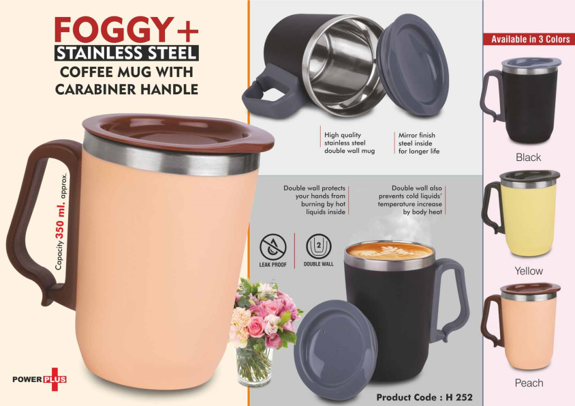 FOGGY+
STAINLESS STEEL
COFFEE MUG WITH
CARABINER HANDLE
Capacity 350 ml. approx.
POWER PLUS
High quality
stainless steel
double wall mug
Mirror finish
steel inside
for longer life
Double wall protects
your hands from
burning by hot
liquids inside
Double wall also
prevents cold liquids'
temperature increase
by body heat
LEAK PROOF
2
DOUBLE WALL
Product Code : H 252
Available in 3 Colors
Black
Yellow
Peach